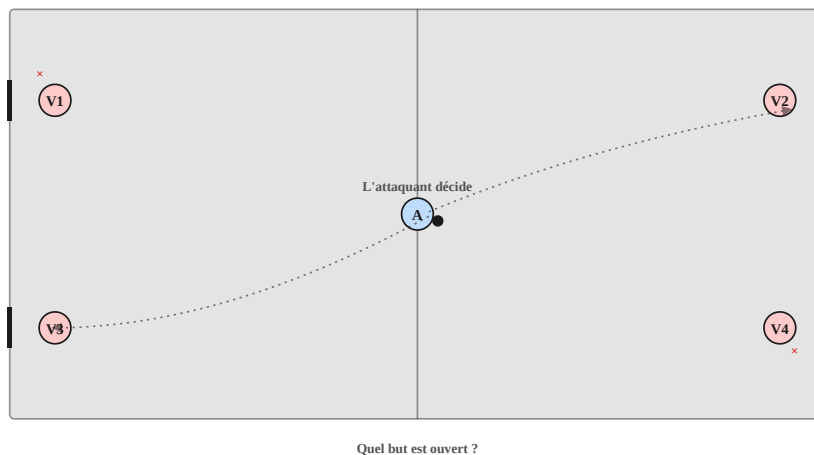 V1
V2
L'attaquant décide
A
V3
V4
Quel but est ouvert ?